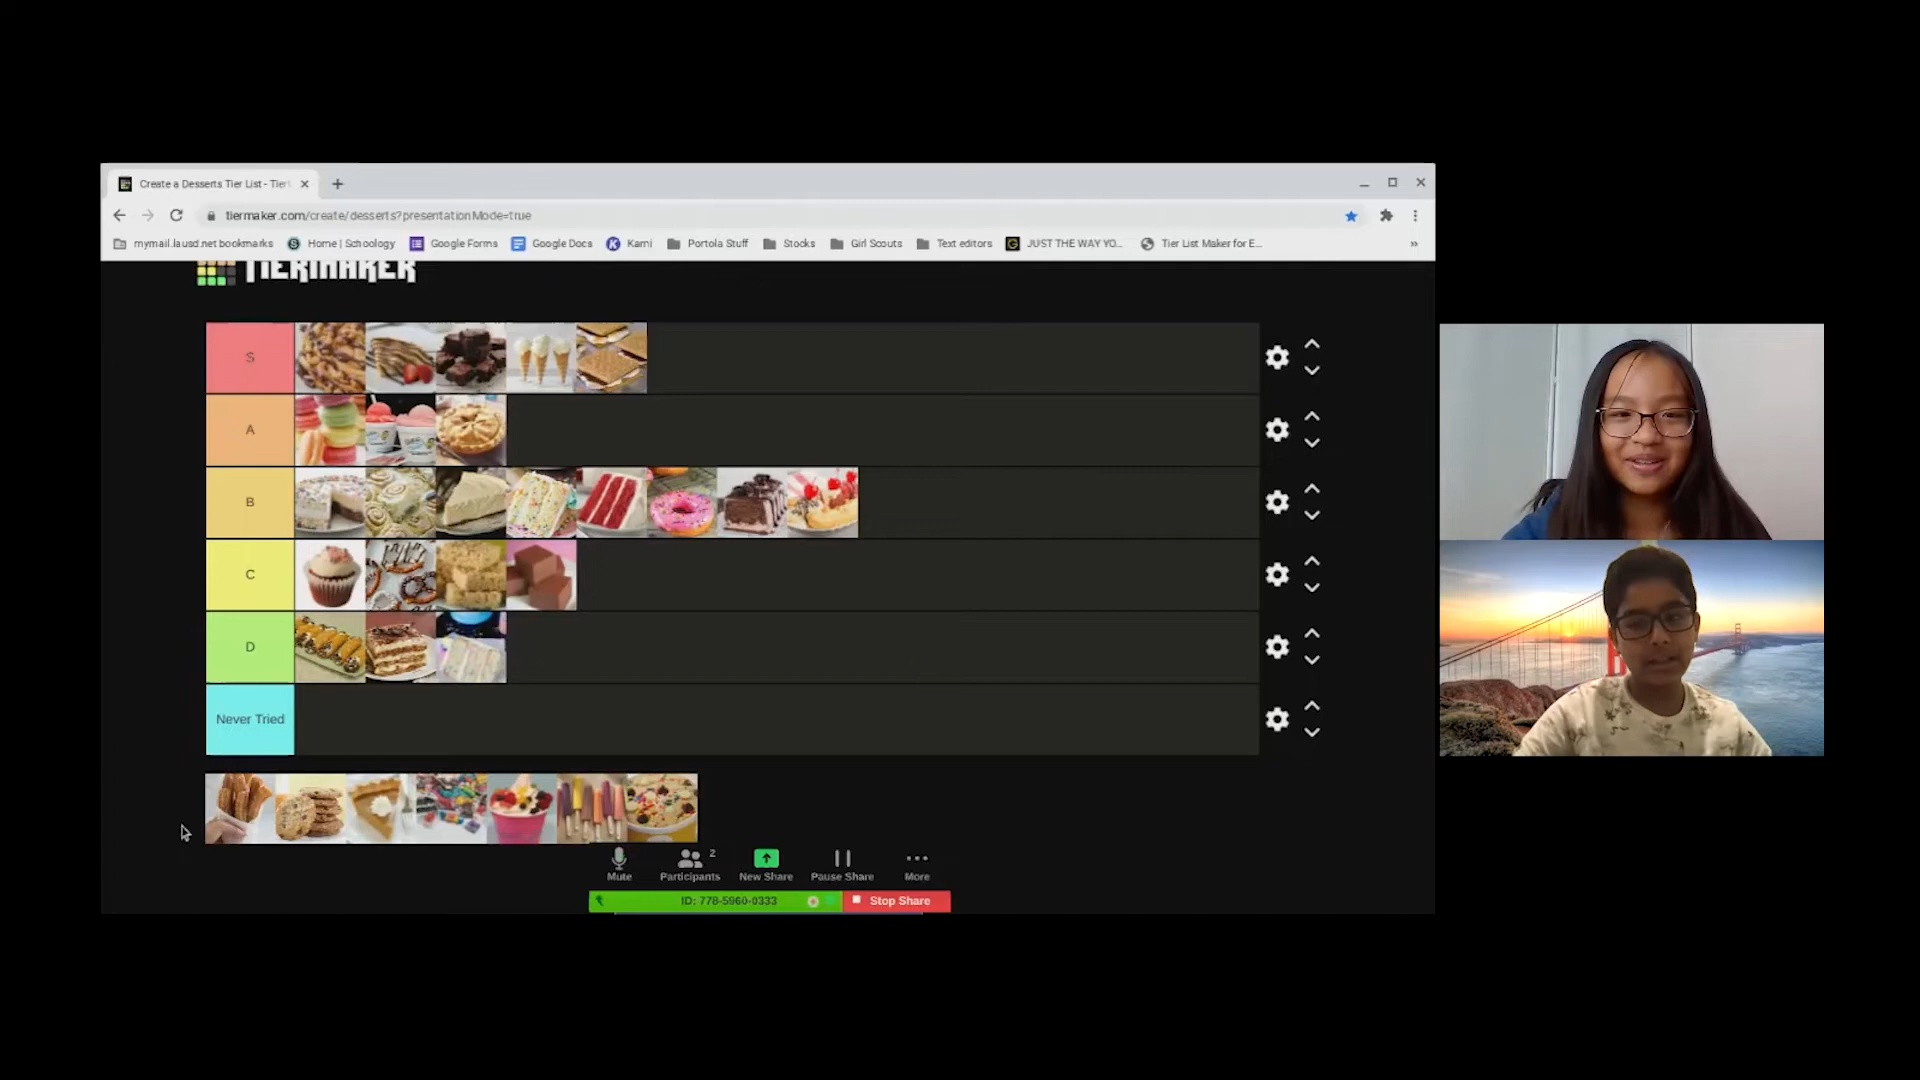 Create a Desserts Tier List - Tier
tiermaker.com/create/desserts?presentationMode=true
mymail.lausd.net bookmarks Home | Schoology Google Forms Google Docs Kami Portola Stuff Stocks Girl Scouts Text editors JUST THE WAY YO... Tier List Maker for E... »
TIERMAKER
S
A
B
C
D
Never Tried
2
Mute Participants New Share Pause Share More
ID: 778-5960-0333 Stop Share